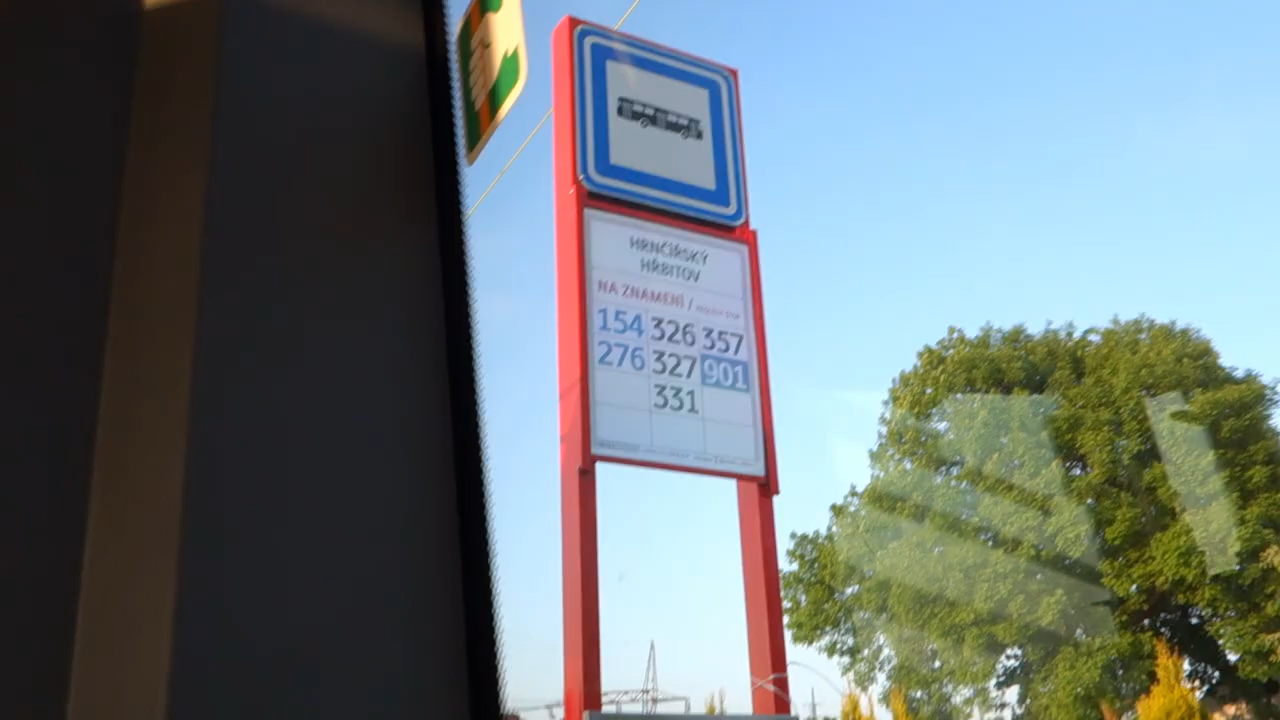 HRNČÍŘSKÝ
HŘBITOV
NA ZNAMENÍ /
154 326 357
276 327 901
331